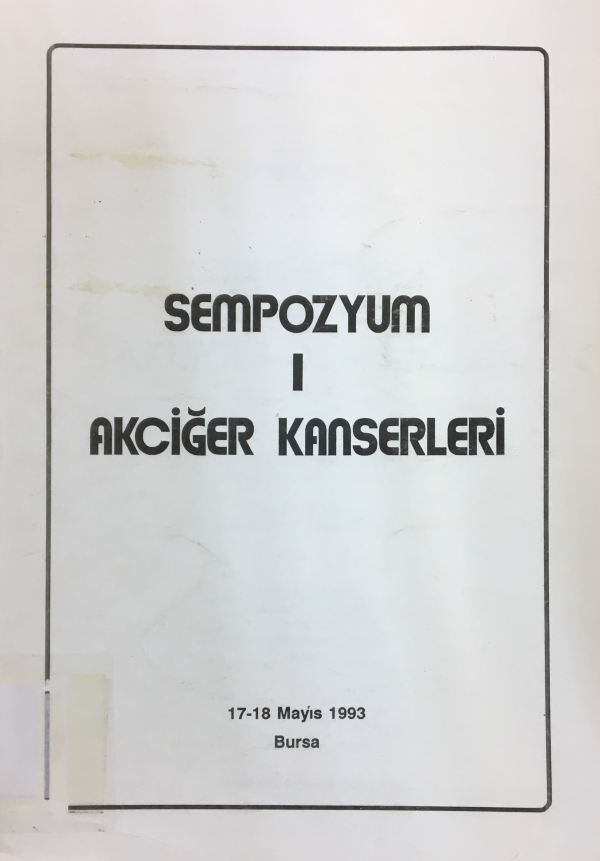 SEMPOZYUM
I
AKCİĞER KANSERLERİ
17-18 Mayıs 1993
Bursa